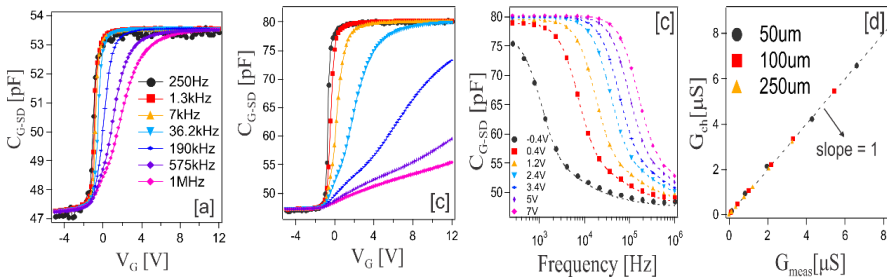 54
53
52
51
50
49
48
47
C_G-SD [pF]
250Hz
1.3kHz
7kHz
36.2kHz
190kHz
575kHz
1MHz
[a]
-4 0 4 8 12
V_G [V]
80
70
60
50
C_G-SD [pF]
[c]
-4 0 4 8 12
V_G [V]
80
75
70
65
60
55
50
C_G-SD [pF]
[c]
-0.4V
0.4V
1.2V
2.4V
3.4V
5V
7V
10^3 10^4 10^5 10^6
Frequency [Hz]
8
6
4
2
0
G_ch [μS]
[d]
50um
100um
250um
slope = 1
0 2 4 6 8
G_meas [μS]